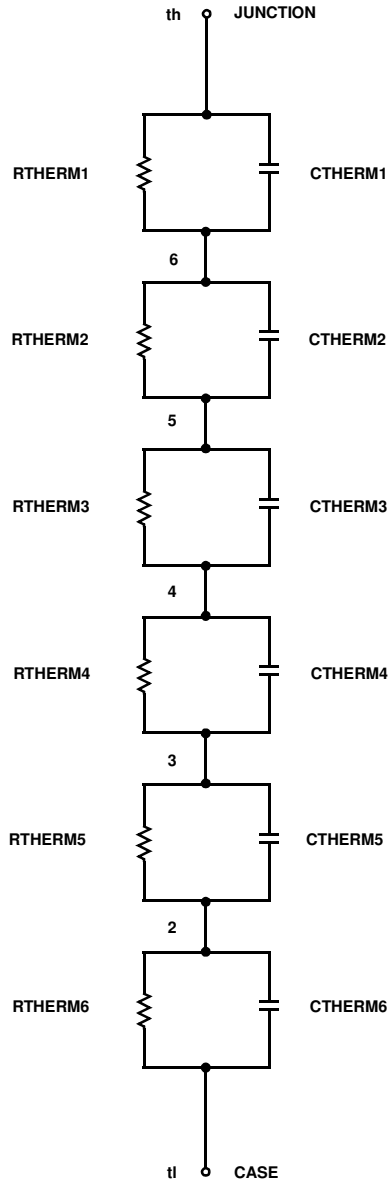 th JUNCTION
RTHERM1 CTHERM1
6
RTHERM2 CTHERM2
5
RTHERM3 CTHERM3
4
RTHERM4 CTHERM4
3
RTHERM5 CTHERM5
2
RTHERM6 CTHERM6
tl CASE